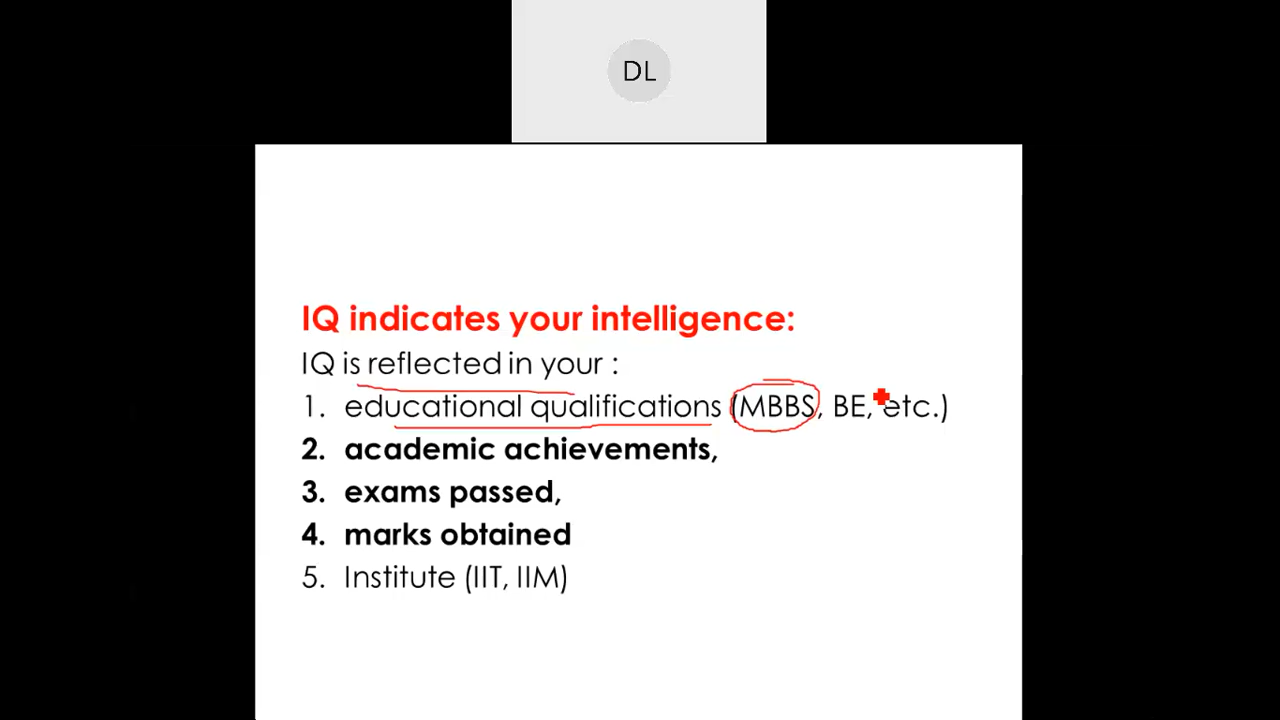 DL
IQ indicates your intelligence:
IQ is reflected in your :
1. educational qualifications (MBBS, BE, etc.)
2. academic achievements,
3. exams passed,
4. marks obtained
5. Institute (IIT, IIM)